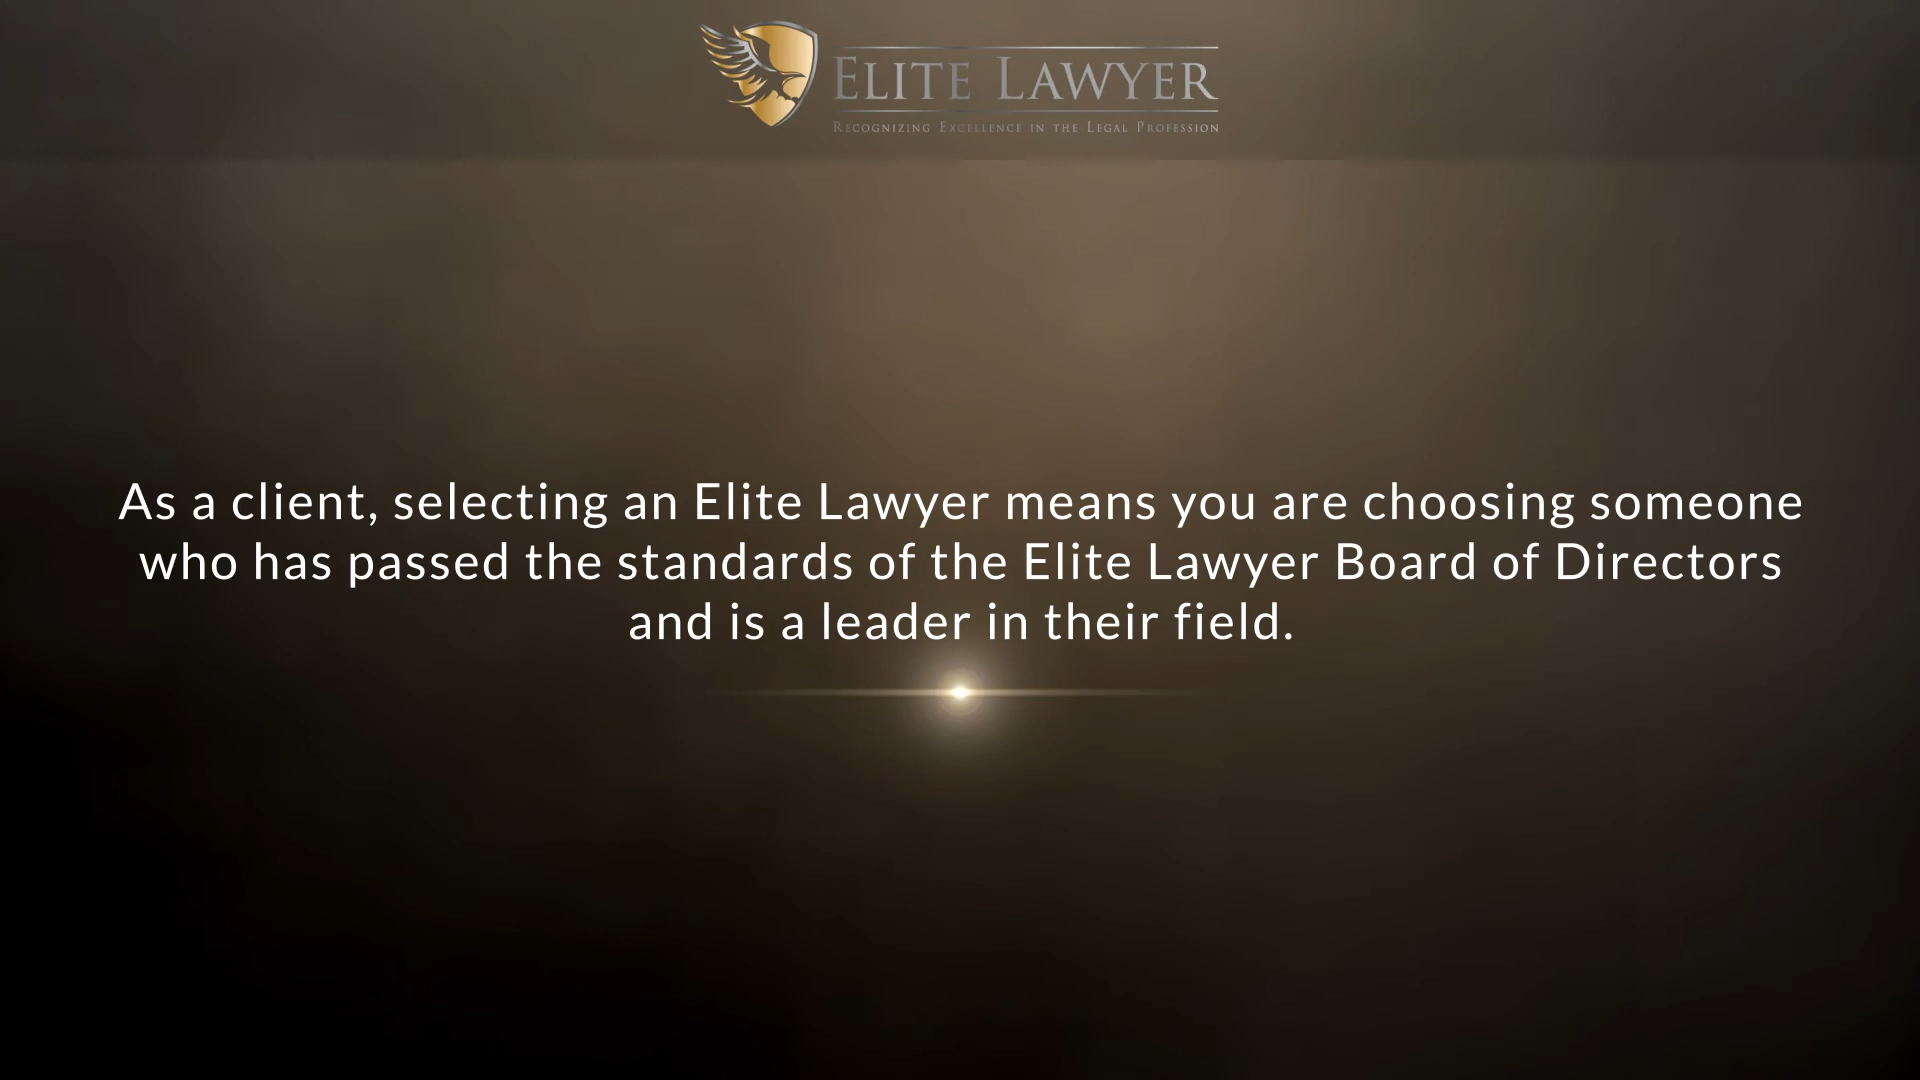 ELITE LAWYER
RECOGNIZING EXCELLENCE IN THE LEGAL PROFESSION
As a client, selecting an Elite Lawyer means you are choosing someone
who has passed the standards of the Elite Lawyer Board of Directors
and is a leader in their field.